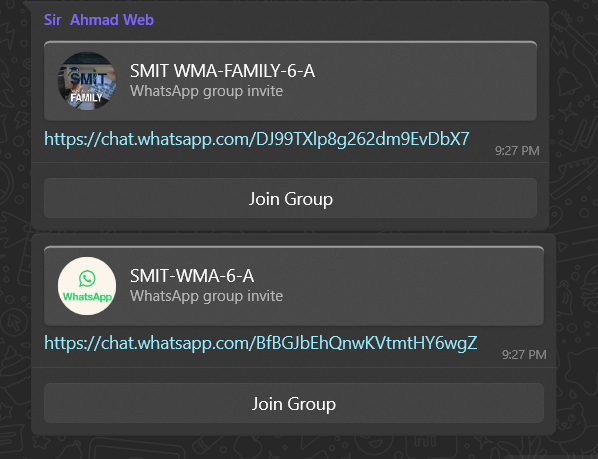 Sir Ahmad Web
SMIT
FAMILY
SMIT WMA-FAMILY-6-A
WhatsApp group invite
https://chat.whatsapp.com/DJ99TXlp8g262dm9EvDbX7
9:27 PM
Join Group
WhatsApp
SMIT-WMA-6-A
WhatsApp group invite
https://chat.whatsapp.com/BfBGJbEhQnwKVtmtHY6wgZ
9:27 PM
Join Group